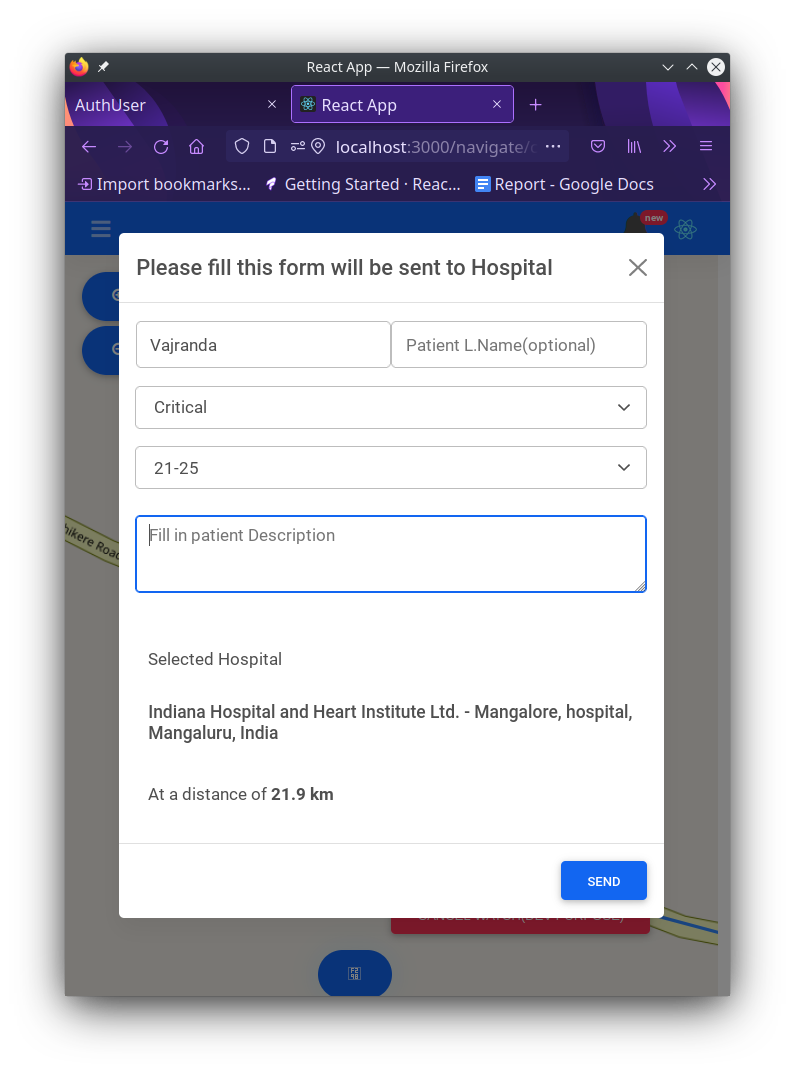 React App — Mozilla Firefox
AuthUser
React App
localhost:3000/navigate/
Import bookmarks...
Getting Started · Reac...
Report - Google Docs
new
Please fill this form will be sent to Hospital
Vajranda
Patient L.Name(optional)
Critical
21-25
hikere Road
Fill in patient Description
Selected Hospital
Indiana Hospital and Heart Institute Ltd. - Mangalore, hospital,
Mangaluru, India
At a distance of 21.9 km
SEND